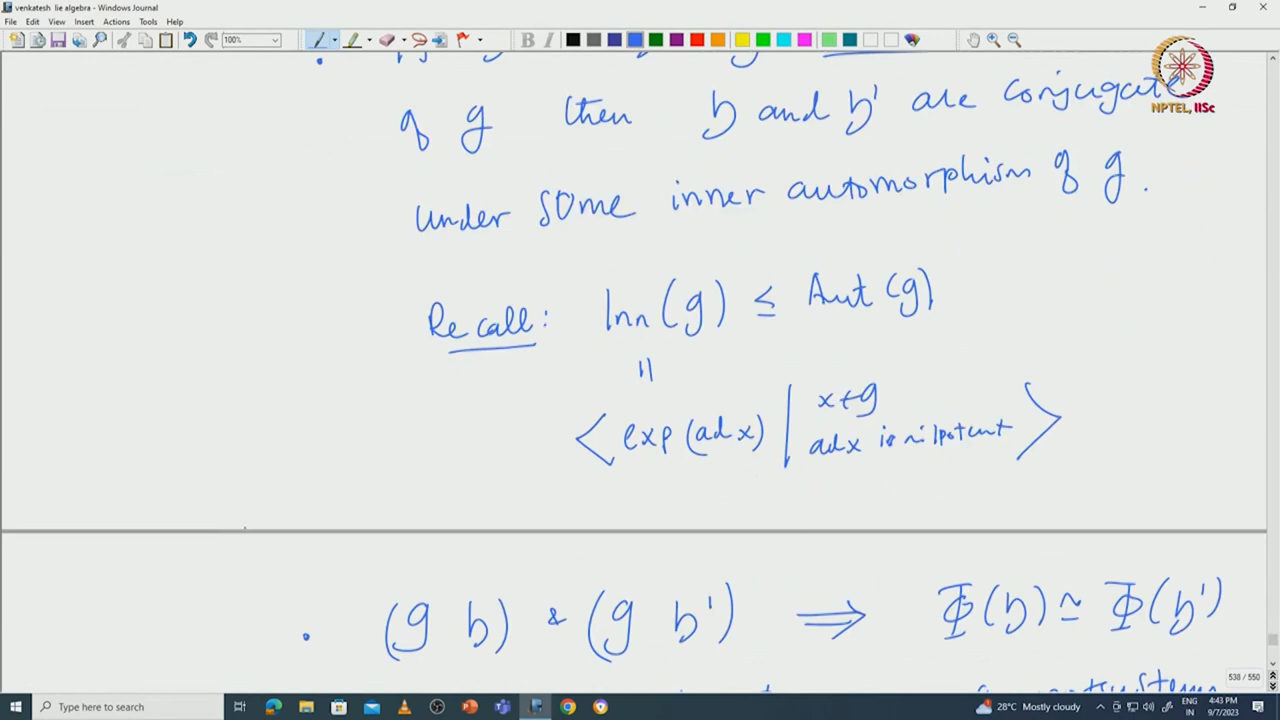 venkatesh lie algebra - Windows Journal
File Edit View Insert Actions Tools Help
100%
B I
NPTEL, IISc
of g then h and h' are conjugate
under some inner automorphism of g.
Recall: Inn(g) ≤ Aut(g)
||
< exp(ad x) | x ∈ g
ad x is nilpotent >
• (g h) & (g h') ⟹ Φ(h) ≃ Φ(h')
538 / 550
Type here to search
28°C Mostly cloudy
ENG
IN
4:43 PM
9/7/2023